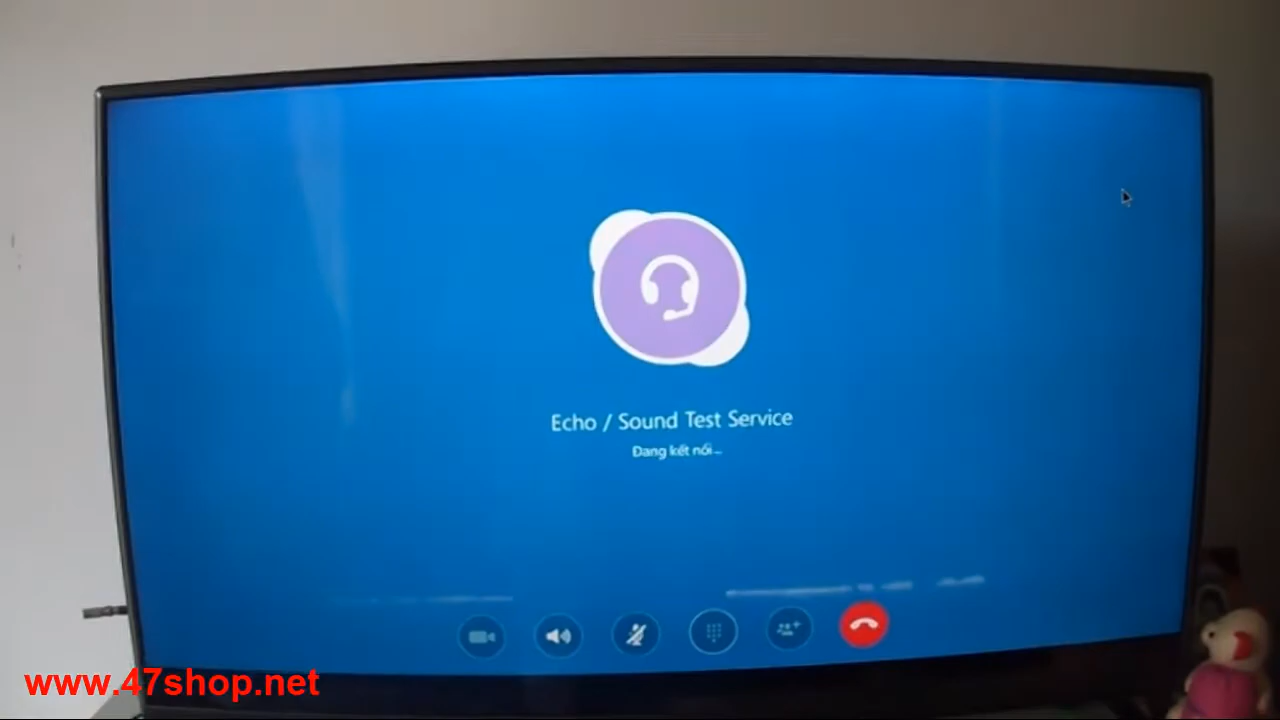 Echo / Sound Test Service
Đang kết nối...
www.47shop.net